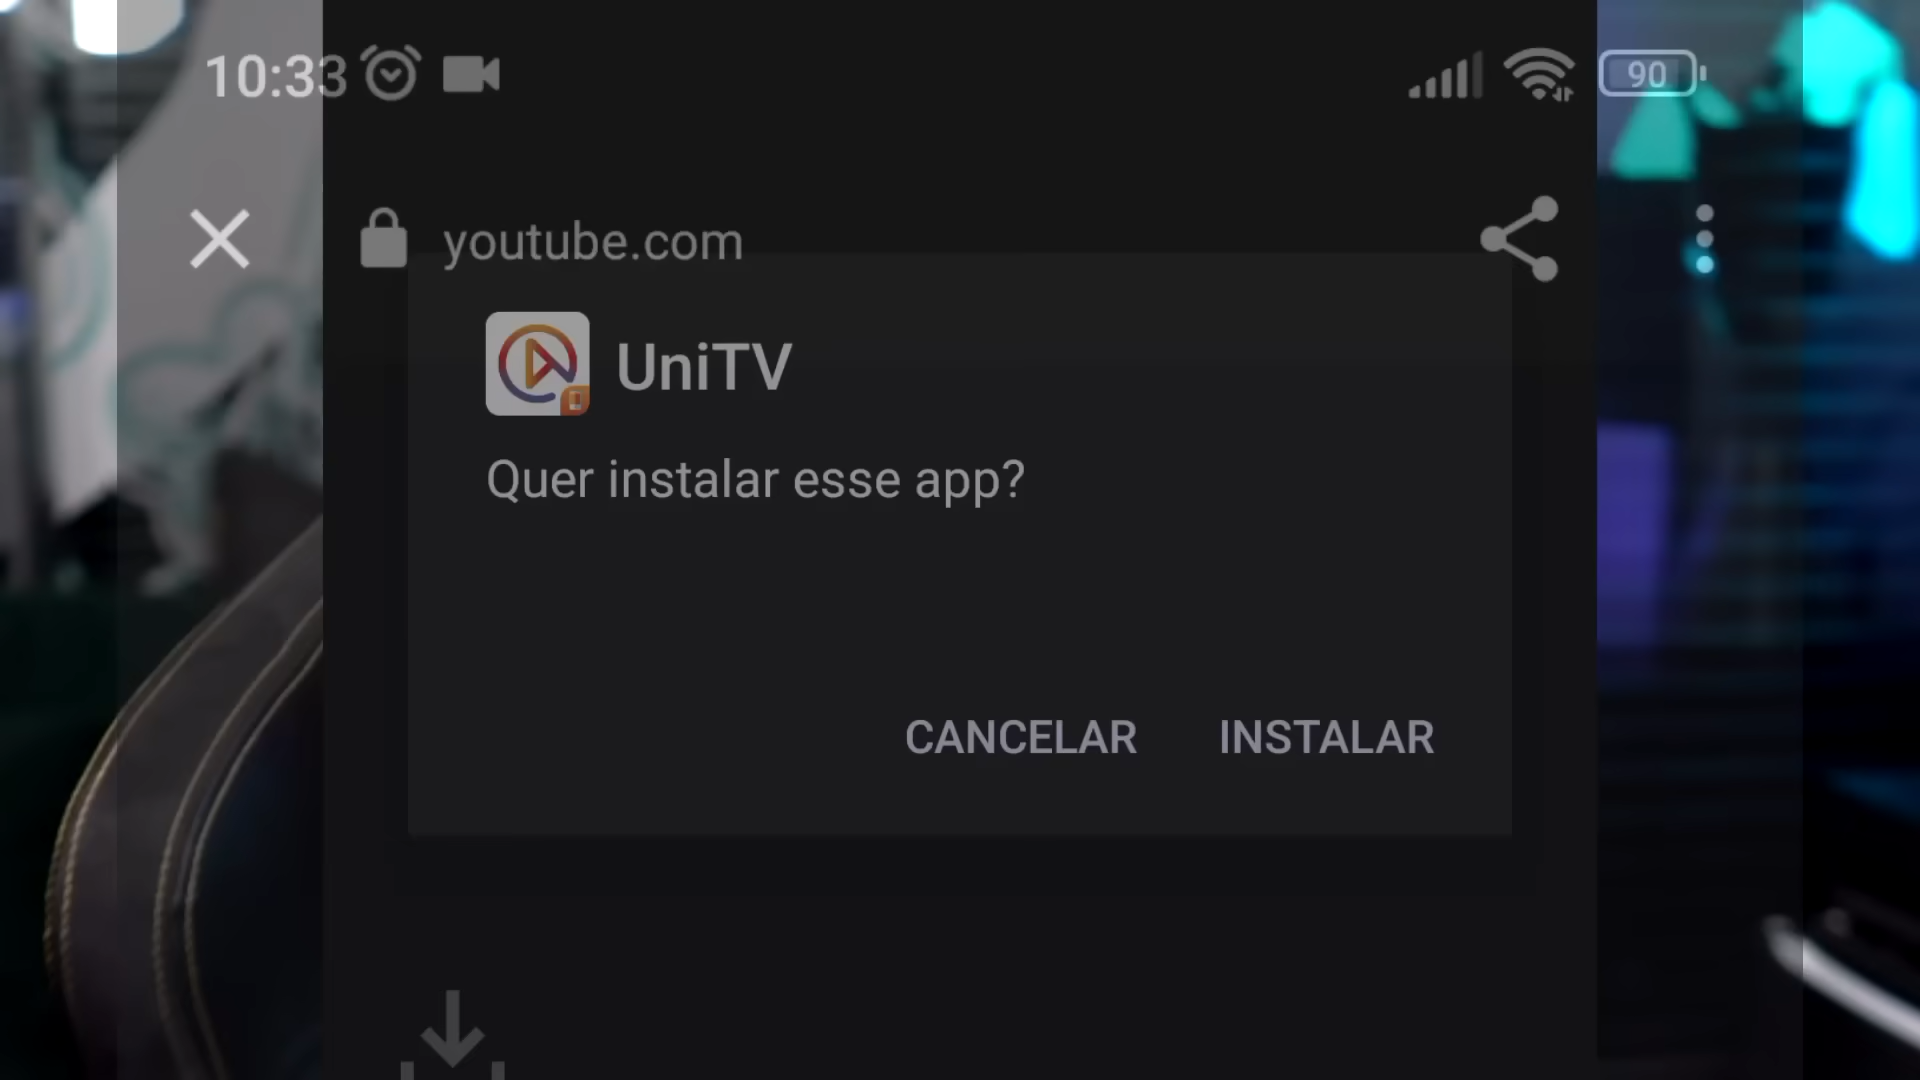 10:33
90
youtube.com
UniTV
Quer instalar esse app?
CANCELAR INSTALAR